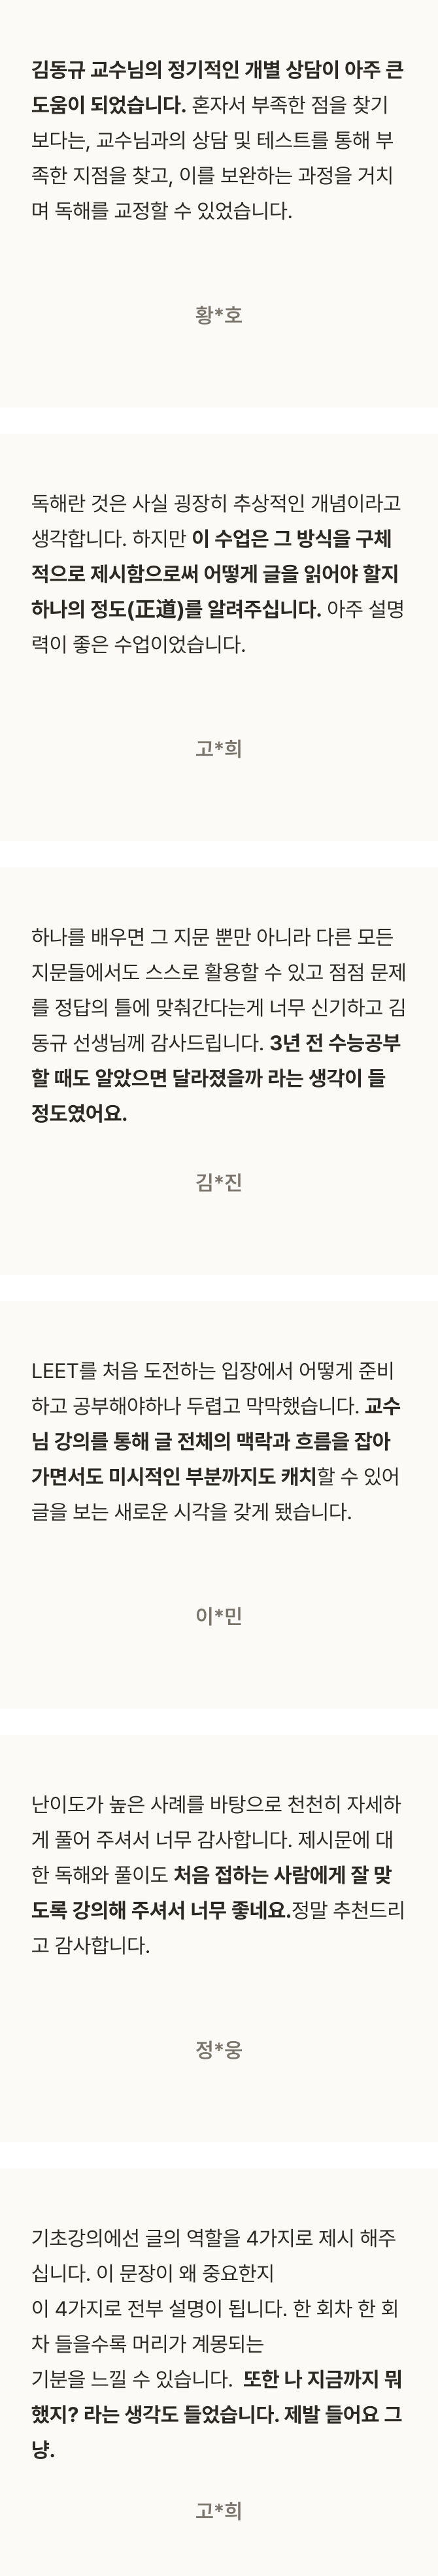 김동규 교수님의 정기적인 개별 상담이 아주 큰
도움이 되었습니다. 혼자서 부족한 점을 찾기
보다는, 교수님과의 상담 및 테스트를 통해 부
족한 지점을 찾고, 이를 보완하는 과정을 거치
며 독해를 교정할 수 있었습니다.
황*호
독해란 것은 사실 굉장히 추상적인 개념이라고
생각합니다. 하지만 이 수업은 그 방식을 구체
적으로 제시함으로써 어떻게 글을 읽어야 할지
하나의 정도(正道)를 알려주십니다. 아주 설명
력이 좋은 수업이었습니다.
고*희
하나를 배우면 그 지문 뿐만 아니라 다른 모든
지문들에서도 스스로 활용할 수 있고 점점 문제
를 정답의 틀에 맞춰간다는게 너무 신기하고 김
동규 선생님께 감사드립니다. 3년 전 수능공부
할 때도 알았으면 달라졌을까 라는 생각이 들
정도였어요.
김*진
LEET를 처음 도전하는 입장에서 어떻게 준비
하고 공부해야하나 두렵고 막막했습니다. 교수
님 강의를 통해 글 전체의 맥락과 흐름을 잡아
가면서도 미시적인 부분까지도 캐치할 수 있어
글을 보는 새로운 시각을 갖게 됐습니다.
이*민
난이도가 높은 사례를 바탕으로 천천히 자세하
게 풀어 주셔서 너무 감사합니다. 제시문에 대
한 독해와 풀이도 처음 접하는 사람에게 잘 맞
도록 강의해 주셔서 너무 좋네요.정말 추천드리
고 감사합니다.
정*웅
기초강의에선 글의 역할을 4가지로 제시 해주
십니다. 이 문장이 왜 중요한지
이 4가지로 전부 설명이 됩니다. 한 회차 한 회
차 들을수록 머리가 계몽되는
기분을 느낄 수 있습니다. 또한 나 지금까지 뭐
했지? 라는 생각도 들었습니다. 제발 들어요 그
냥.
고*희